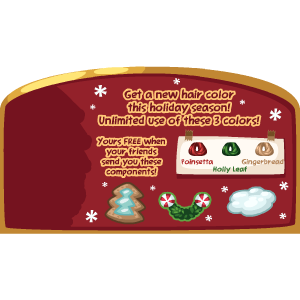 Get a new hair color
this holiday season!
Unlimited use of these 3 colors!
Yours FREE when
your friends
send you these
components!
Poinsetta
Holly Leaf
Gingerbread